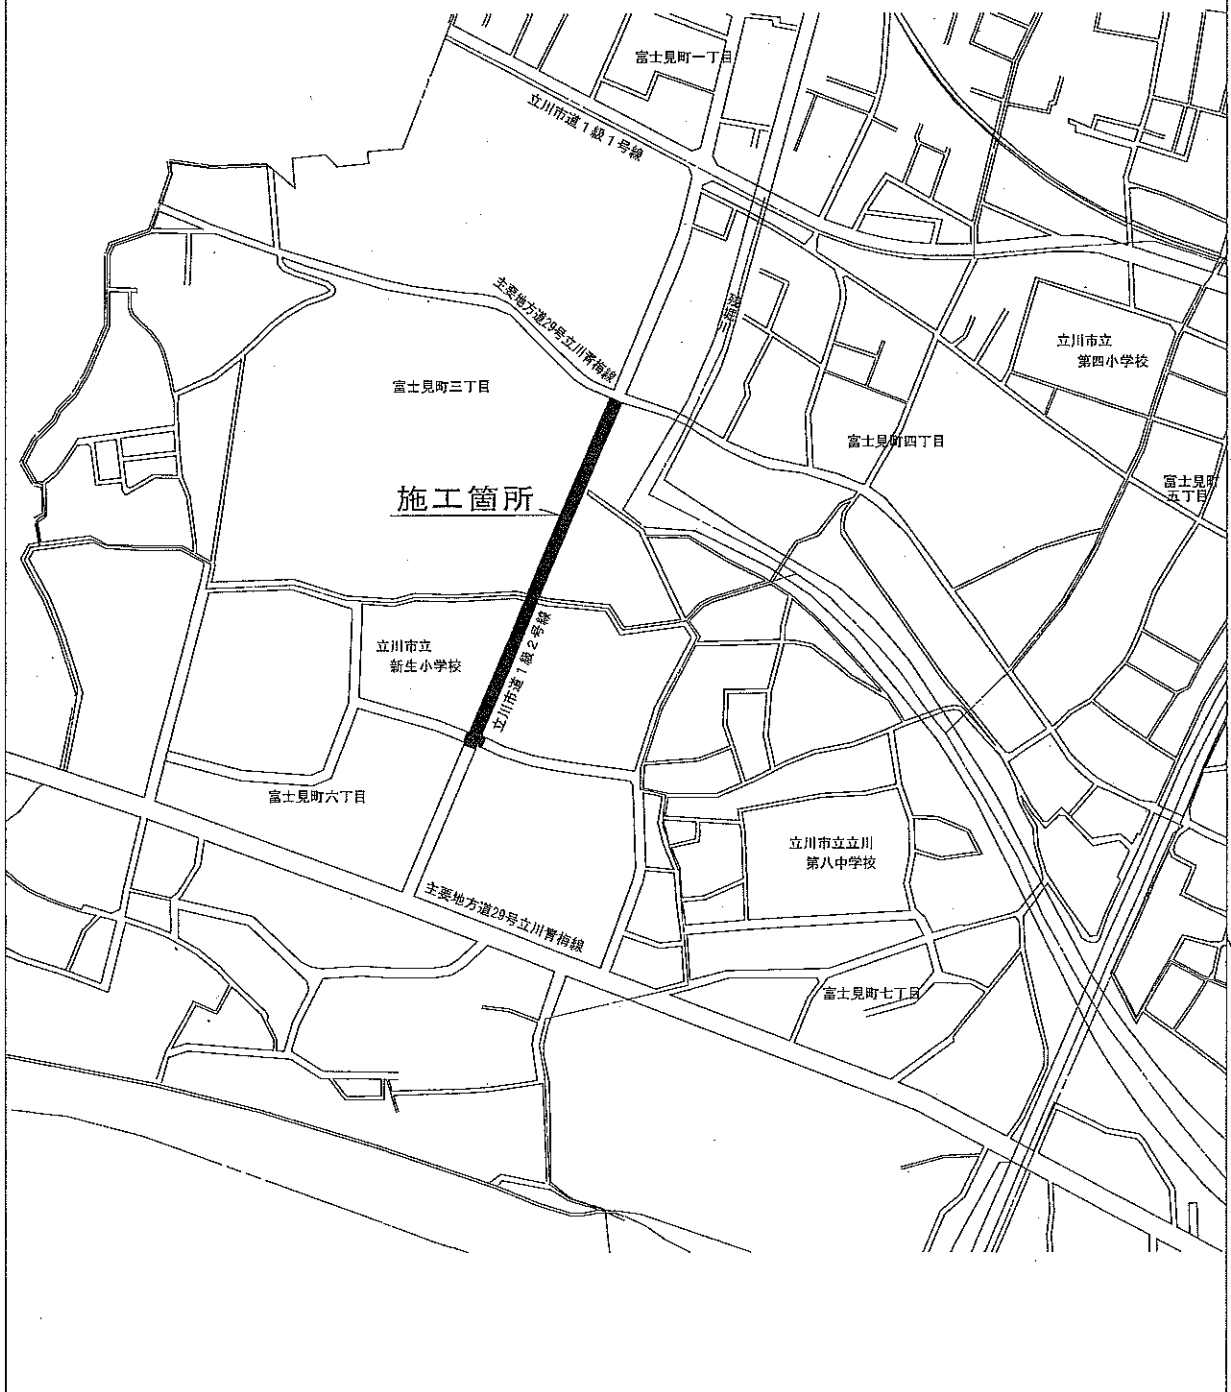 富士見町一丁目
立川市道1級1号線
主要地方道29号立川青梅線
残堀川
立川市立
第四小学校
富士見町三丁目
富士見町四丁目
富士見町
五丁目
施工箇所
立川市立
新生小学校
立川市道1級2号線
富士見町六丁目
立川市立立川
第八中学校
主要地方道29号立川青梅線
富士見町七丁目